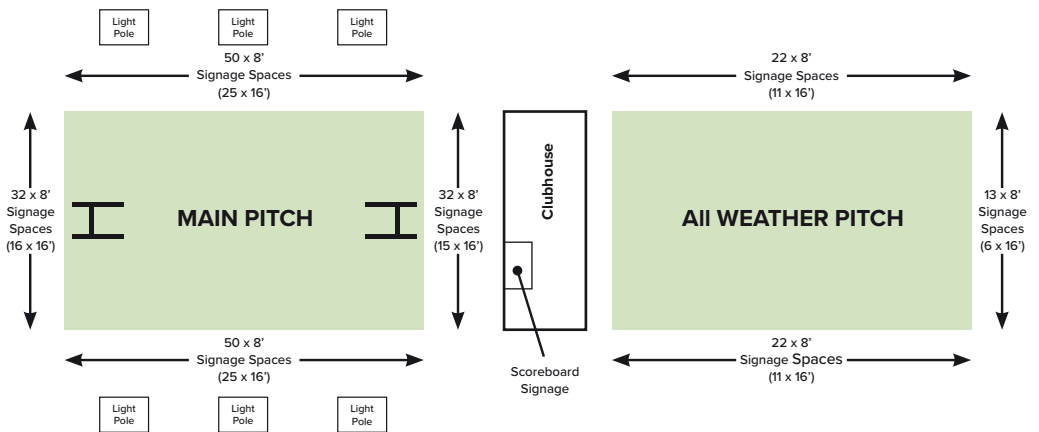 Light
Pole
Light
Pole
Light
Pole
50 x 8’
Signage Spaces
(25 x 16’)
22 x 8’
Signage Spaces
(11 x 16’)
32 x 8’
Signage
Spaces
(16 x 16’)
MAIN PITCH
32 x 8’
Signage
Spaces
(15 x 16’)
Clubhouse
All WEATHER PITCH
13 x 8’
Signage
Spaces
(6 x 16’)
50 x 8’
Signage Spaces
(25 x 16’)
Scoreboard
Signage
22 x 8’
Signage Spaces
(11 x 16’)
Light
Pole
Light
Pole
Light
Pole